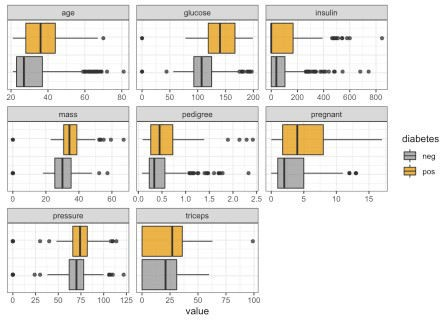 age glucose insulin
20 40 60 80 0 50 100 150 200 0 200 400 600 800
mass pedigree pregnant
0 20 40 60 0.0 0.5 1.0 1.5 2.0 2.5 0 5 10 15
diabetes
neg
pos
pressure triceps
0 25 50 75 100 125 0 25 50 75 100
value